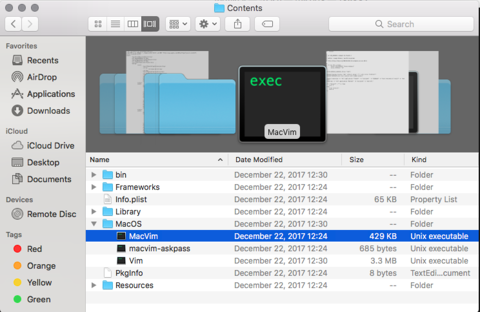 Contents
Search
Favorites
Recents
AirDrop
Applications
Downloads
iCloud
iCloud Drive
Desktop
Documents
Devices
Remote Disc
Tags
Red
Orange
Yellow
Green
exec
MacVim
Name Date Modified Size Kind
bin December 22, 2017 12:30 -- Folder
Frameworks December 22, 2017 12:24 -- Folder
Info.plist December 22, 2017 12:24 65 KB Property List
Library December 22, 2017 12:24 -- Folder
MacOS December 22, 2017 12:30 -- Folder
MacVim December 22, 2017 12:24 429 KB Unix executable
macvim-askpass December 22, 2017 12:24 685 bytes Unix executable
Vim December 22, 2017 12:30 3.3 MB Unix executable
PkgInfo December 22, 2017 12:24 8 bytes TextEdi...cument
Resources December 22, 2017 12:24 -- Folder